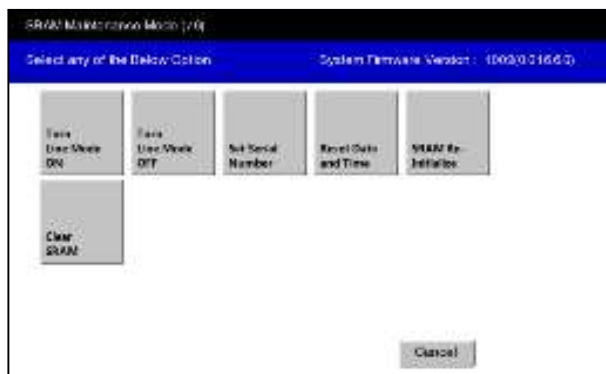 SRAM Maintenance Mode (76)
Select any of the Below Option
System Firmware Version :
Turn
Line Mode
ON
Turn
Line Mode
OFF
Set Serial
Number
Reset Date
and Time
SRAM Re-
Initialize
Clear
SRAM
Cancel